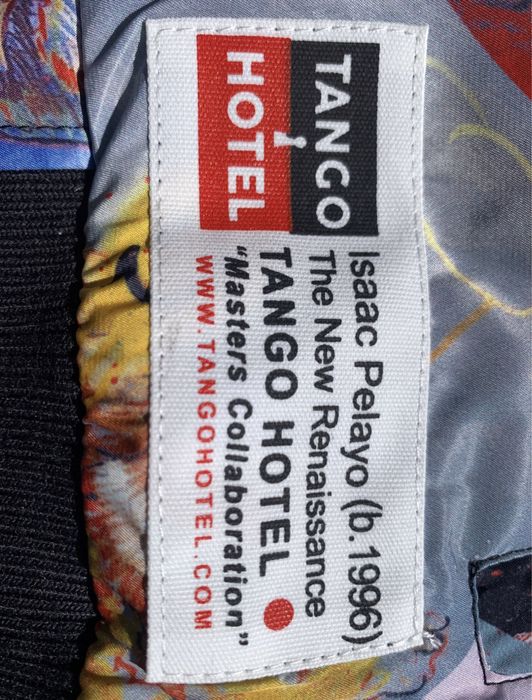 TANGO
HOTEL
Isaac Pelayo (b.1996)
The New Renaissance
TANGO HOTEL
"Masters Collaboration"
WWW.TANGOHOTEL.COM